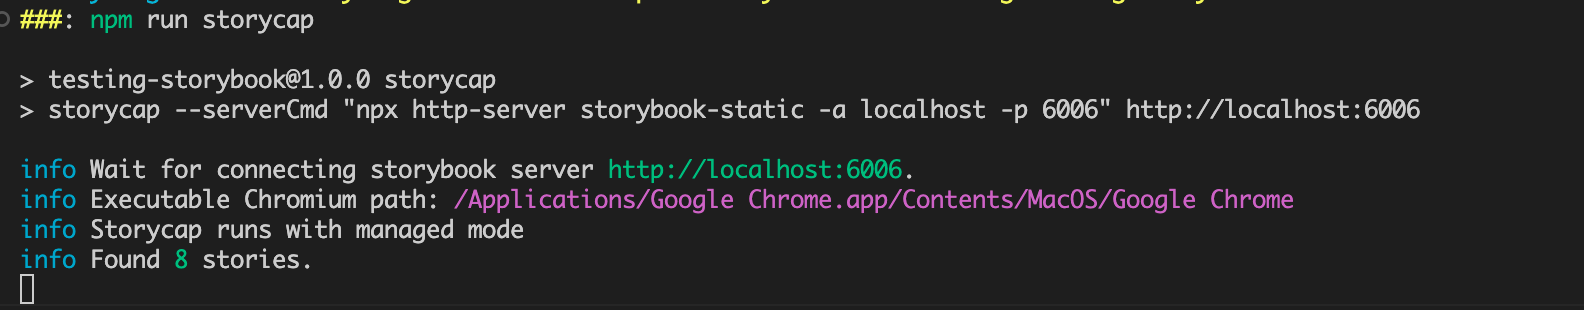 ###: npm run storycap
> testing-storybook@1.0.0 storycap
> storycap --serverCmd "npx http-server storybook-static -a localhost -p 6006" http://localhost:6006
info Wait for connecting storybook server http://localhost:6006.
info Executable Chromium path: /Applications/Google Chrome.app/Contents/MacOS/Google Chrome
info Storycap runs with managed mode
info Found 8 stories.